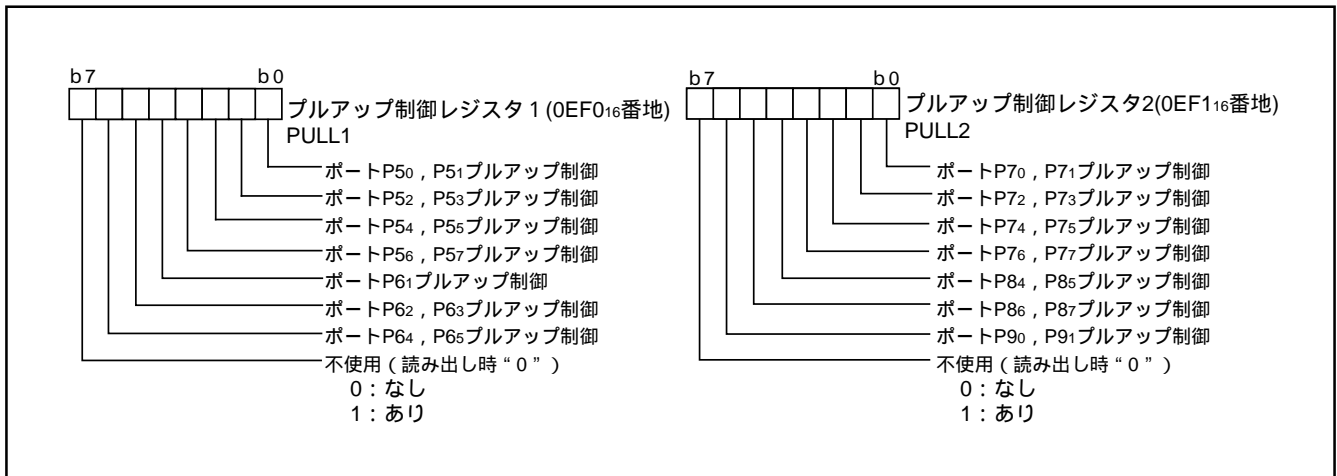 b7 b0
プルアップ制御レジスタ 1 (0EF016番地)
PULL1
ポートP50 , P51プルアップ制御
ポートP52 , P53プルアップ制御
ポートP54 , P55プルアップ制御
ポートP56 , P57プルアップ制御
ポートP61プルアップ制御
ポートP62 , P63プルアップ制御
ポートP64 , P65プルアップ制御
不使用 ( 読み出し時 “ 0 ” )
0 : なし
1 : あり
b7 b0
プルアップ制御レジスタ2(0EF116番地)
PULL2
ポートP70 , P71プルアップ制御
ポートP72 , P73プルアップ制御
ポートP74 , P75プルアップ制御
ポートP76 , P77プルアップ制御
ポートP84 , P85プルアップ制御
ポートP86 , P87プルアップ制御
ポートP90 , P91プルアップ制御
不使用 ( 読み出し時 “ 0 ” )
0 : なし
1 : あり